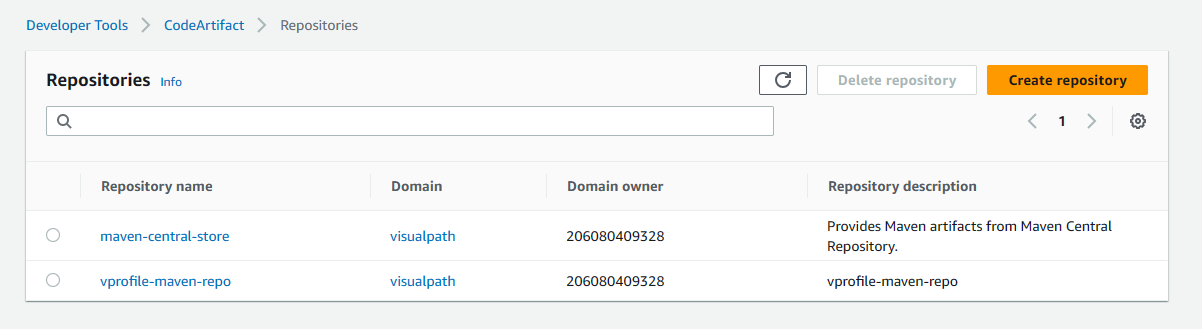 Developer Tools > CodeArtifact > Repositories
Repositories Info
Delete repository
Create repository
1
Repository name Domain Domain owner Repository description
maven-central-store visualpath 206080409328 Provides Maven artifacts from Maven Central
Repository.
vprofile-maven-repo visualpath 206080409328 vprofile-maven-repo